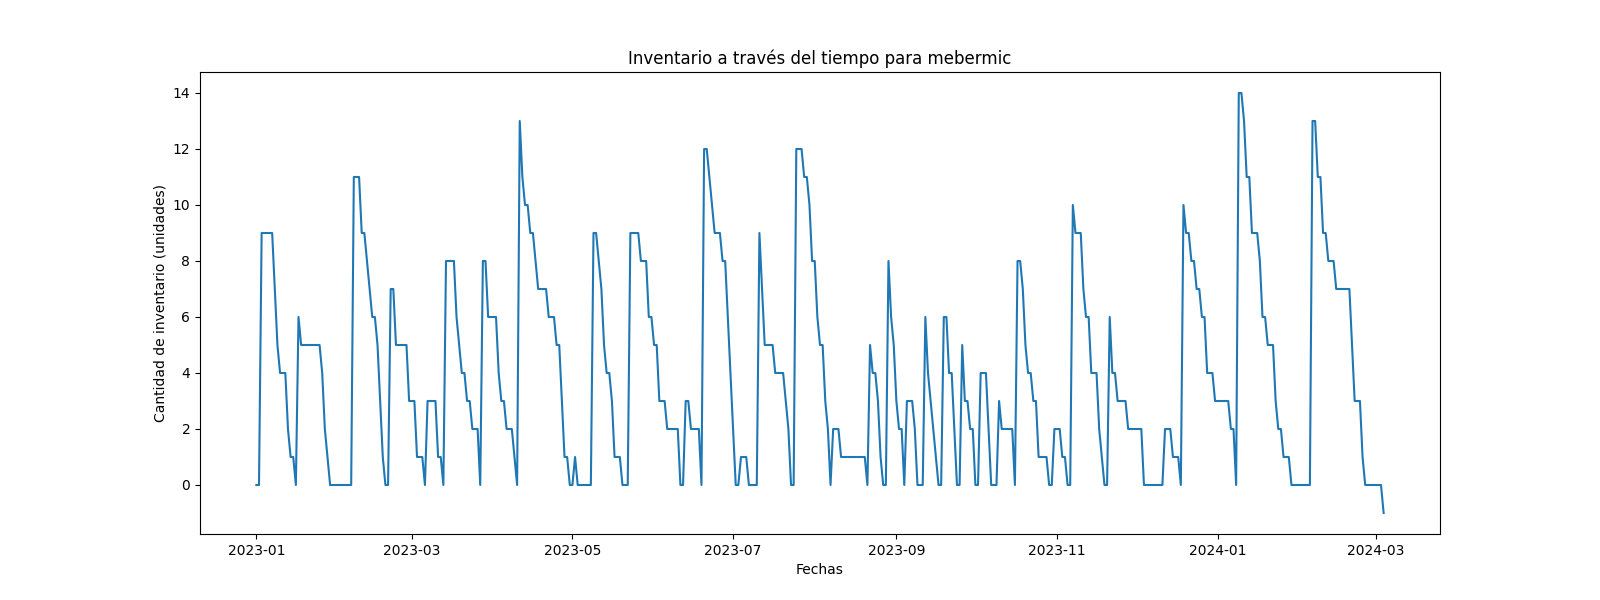 Inventario a través del tiempo para mebermic
Cantidad de inventario (unidades)
14
12
10
8
6
4
2
0
2023-01 2023-03 2023-05 2023-07 2023-09 2023-11 2024-01 2024-03
Fechas